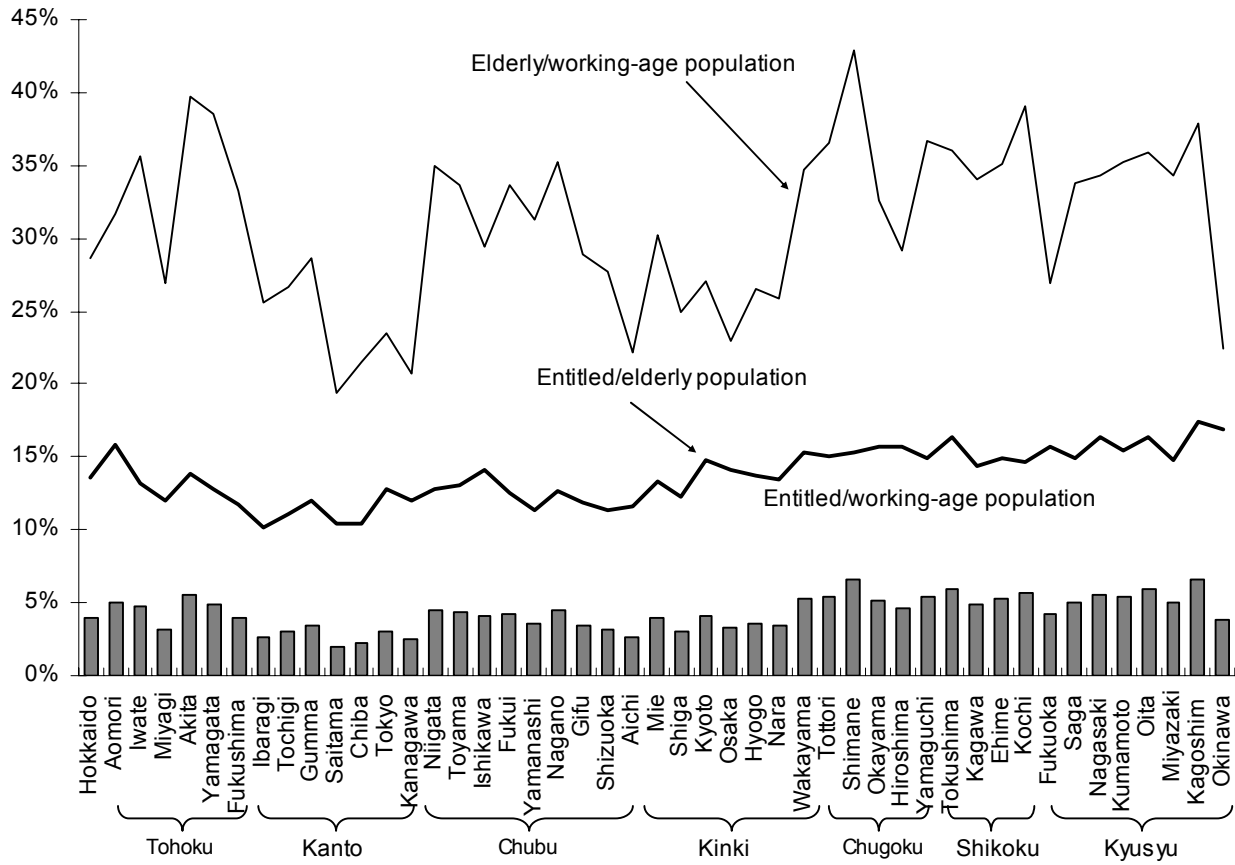 45%
40%
35%
30%
25%
20%
15%
10%
5%
0%
Elderly/working-age population
Entitled/elderly population
Entitled/working-age population
Hokkaido
Aomori
Iwate
Miyagi
Akita
Yamagata
Fukushima
Ibaragi
Tochigi
Gumma
Saitama
Chiba
Tokyo
Kanagawa
Niigata
Toyama
Ishikawa
Fukui
Yamanashi
Nagano
Gifu
Shizuoka
Aichi
Mie
Shiga
Kyoto
Osaka
Hyogo
Nara
Wakayama
Tottori
Shimane
Okayama
Hiroshima
Yamaguchi
Tokushima
Kagawa
Ehime
Kochi
Fukuoka
Saga
Nagasaki
Kumamoto
Oita
Miyazaki
Kagoshim
Okinawa
Tohoku
Kanto
Chubu
Kinki
Chugoku
Shikoku
Kyusyu